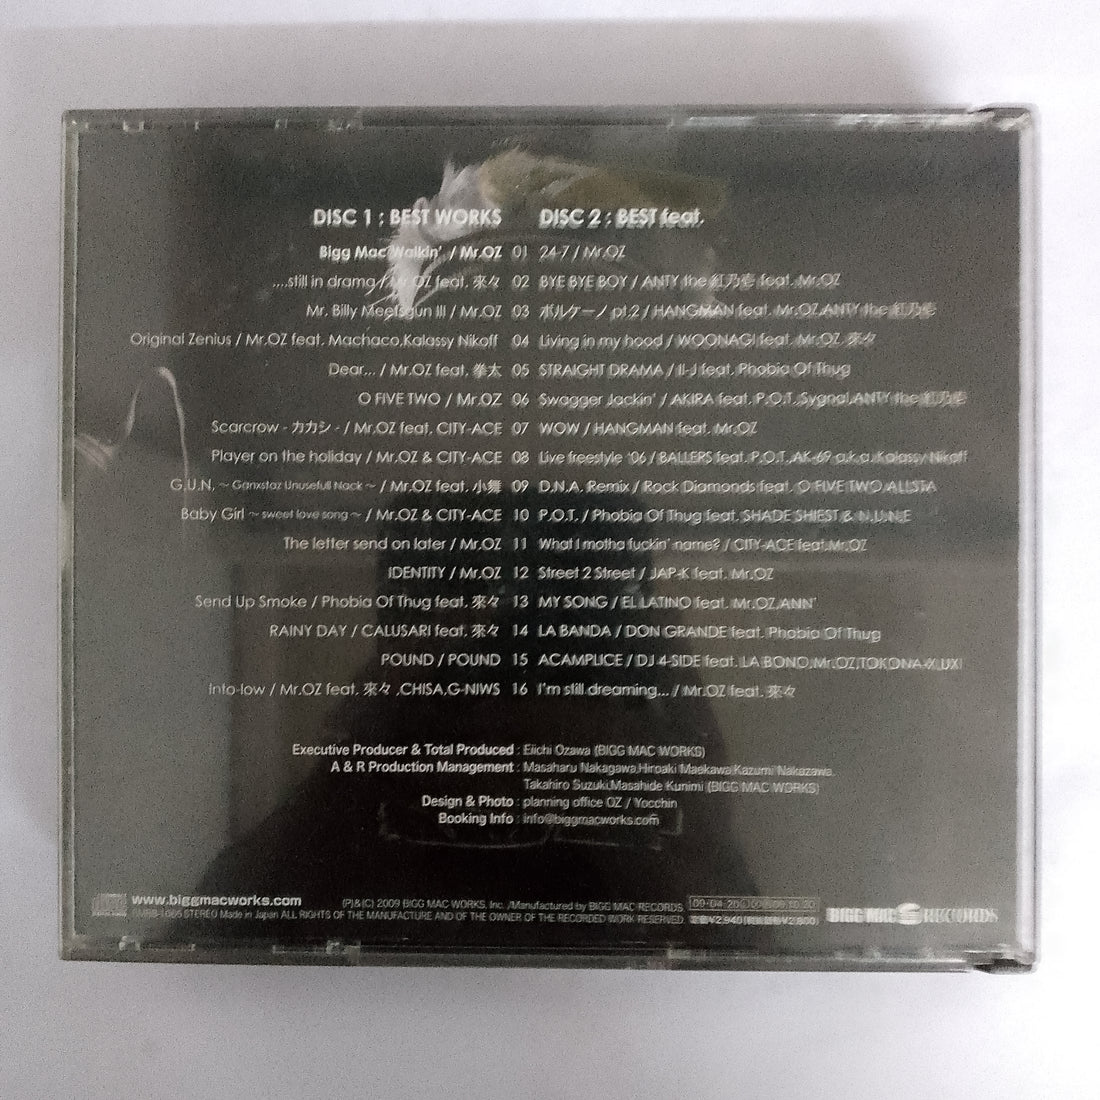 DISC 1 : BEST WORKS DISC 2 : BEST feat.
Bigg Mac Walkin' / Mr.OZ 01 24-7 / Mr.OZ
....still in drama / Mr.OZ feat. 來々 02 BYE BYE BOY / ANTY the 紅乃壱 feat. Mr.OZ
Mr. Billy Meetsgun III / Mr.OZ 03 ボルケーノ pt.2 / HANGMAN feat. Mr.OZ,ANTY the 紅乃壱
Original Zenius / Mr.OZ feat. Machaco,Kalassy Nikoff 04 Living in my hood / WOONAGI feat. Mr.OZ, 來々
Dear... / Mr.OZ feat. 拳太 05 STRAIGHT DRAMA / II-J feat. Phobia Of Thug
O FIVE TWO / Mr.OZ 06 Swagger Jackin' / AKIRA feat. P.O.T.,Sygnal,ANTY the 紅乃壱
Scarcrow - カカシ - / Mr.OZ feat. CITY-ACE 07 WOW / HANGMAN feat. Mr.OZ
Player on the holiday / Mr.OZ & CITY-ACE 08 Live freestyle '06 / BALLERS feat. P.O.T.,AK-69 a.k.a. Kalassy Nikoff
G.U.N. ～ Ganxstaz Unusefull Nack ～ / Mr.OZ feat. 小舞 09 D.N.A. Remix / Rock Diamonds feat. O FIVE TWO ALLSTA
Baby Girl ～ sweet love song ～ / Mr.OZ & CITY-ACE 10 P.O.T. / Phobia Of Thug feat. SHADE SHIEST & N.U.N.E
The letter send on later / Mr.OZ 11 What I motha fuckin' name? / CITY-ACE feat.Mr.OZ
IDENTITY / Mr.OZ 12 Street 2 Street / JAP-K feat. Mr.OZ
Send Up Smoke / Phobia Of Thug feat. 來々 13 MY SONG / EL LATINO feat. Mr.OZ,ANN'
RAINY DAY / CALUSARI feat. 來々 14 LA BANDA / DON GRANDE feat. Phobia Of Thug
POUND / POUND 15 ACAMPLICE / DJ 4-SIDE feat. LA BONO,Mr.OZ,TOKONA-X,UXI
Into-low / Mr.OZ feat. 來々 ,CHISA,G-NIWS 16 I'm still dreaming... / Mr.OZ feat. 來々
Executive Producer & Total Produced : Eiichi Ozawa (BIGG MAC WORKS)
A & R Production Management : Masaharu Nakagawa,Hiroaki Maekawa,Kazumi Nakazawa,
Takahiro Suzuki,Masahide Kunimi (BIGG MAC WORKS)
Design & Photo : planning office OZ / Yocchin
Booking Info : info@biggmacworks.com
www.biggmacworks.com (P)& (C) 2009 BIGG MAC WORKS, Inc. /Manufactured by BIGG MAC RECORDS
STEREO Made in Japan ALL RIGHTS OF THE MANUFACTURE AND OF THE OWNER OF THE RECORDED WORK RESERVED ¥2,940 ¥2,800
BIGG MAC RECORDS